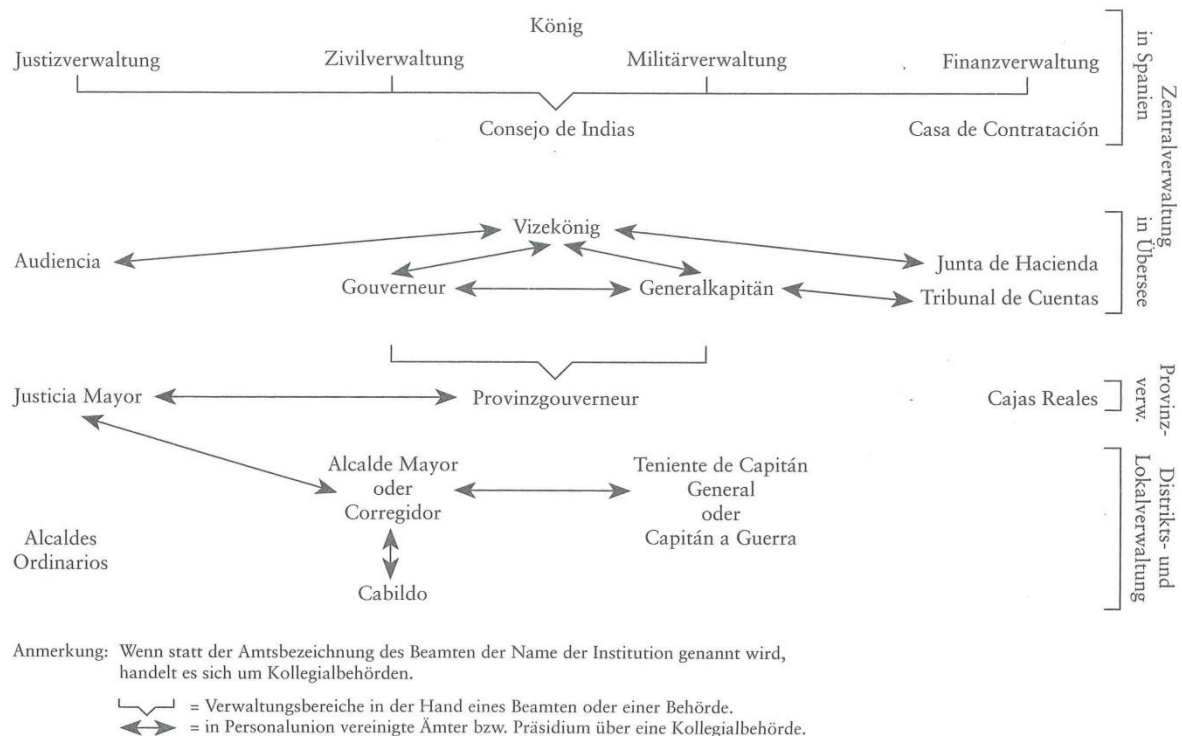 König
Justizverwaltung
Zivilverwaltung
Militärverwaltung
Finanzverwaltung
Consejo de Indias
Casa de Contratación
in Spanien
Zentralverwaltung
in Übersee
Vizekönig
Audiencia
Junta de Hacienda
Gouverneur
Generalkapitän
Tribunal de Cuentas
Justicia Mayor
Provinzgouverneur
Cajas Reales
Provinz-
verw.
Alcalde Mayor
oder
Corregidor
Teniente de Capitán
General
oder
Capitán a Guerra
Alcaldes
Ordinarios
Cabildo
Distrikts- und
Lokalverwaltung
Anmerkung: Wenn statt der Amtsbezeichnung des Beamten der Name der Institution genannt wird,
handelt es sich um Kollegialbehörden.
= Verwaltungsbereiche in der Hand eines Beamten oder einer Behörde.
= in Personalunion vereinigte Ämter bzw. Präsidium über eine Kollegialbehörde.